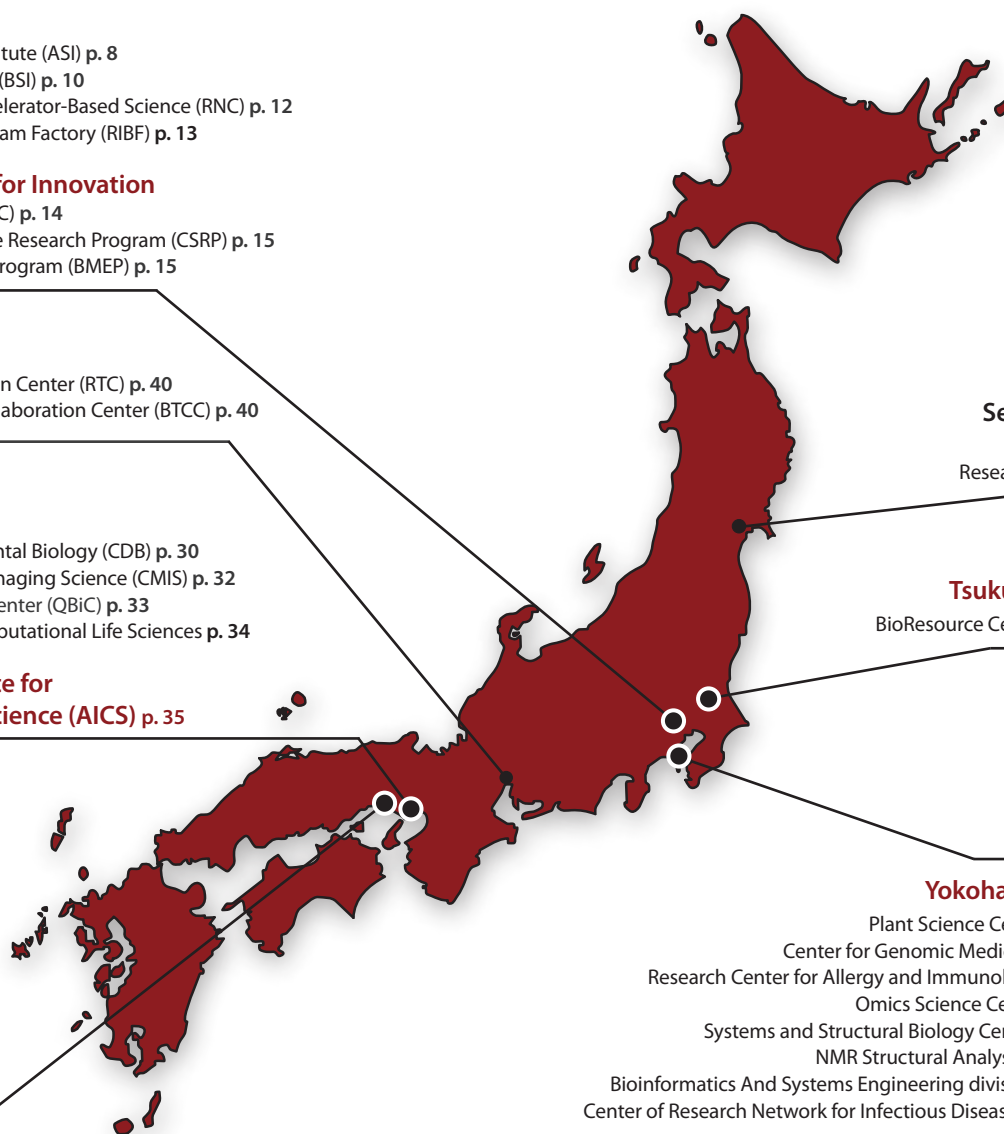 tute (ASI) p. 8
(BSI) p. 10
elerator-Based Science (RNC) p. 12
am Factory (RIBF) p. 13
for Innovation
C) p. 14
e Research Program (CSRP) p. 15
rogram (BMEP) p. 15
n Center (RTC) p. 40
laboration Center (BTCC) p. 40
ntal Biology (CDB) p. 30
maging Science (CMIS) p. 32
enter (QBiC) p. 33
putational Life Sciences p. 34
te for
cience (AICS) p. 35
Se
Resea
Tsuku
BioResource Ce
Yokoha
Plant Science Ce
Center for Genomic Medi
Research Center for Allergy and Immunol
Omics Science Ce
Systems and Structural Biology Cen
NMR Structural Analys
Bioinformatics And Systems Engineering divis
Center of Research Network for Infectious Diseas